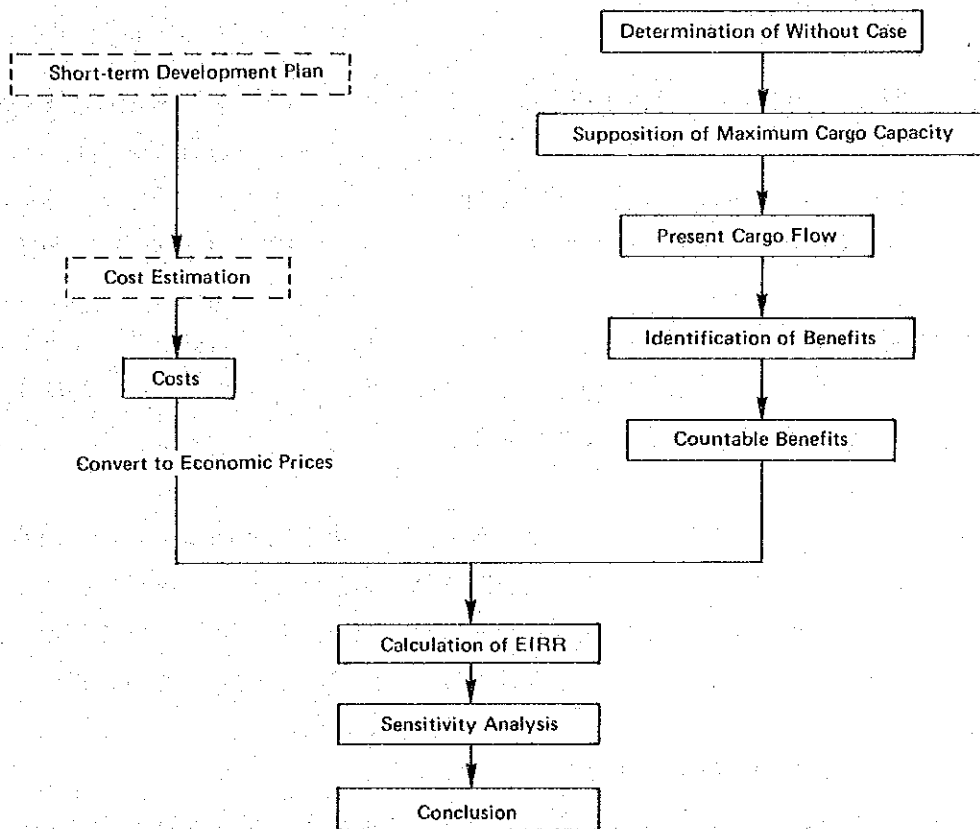 Determination of Without Case
Short-term Development Plan
Supposition of Maximum Cargo Capacity
Present Cargo Flow
Cost Estimation
Identification of Benefits
Costs
Countable Benefits
Convert to Economic Prices
Calculation of EIRR
Sensitivity Analysis
Conclusion